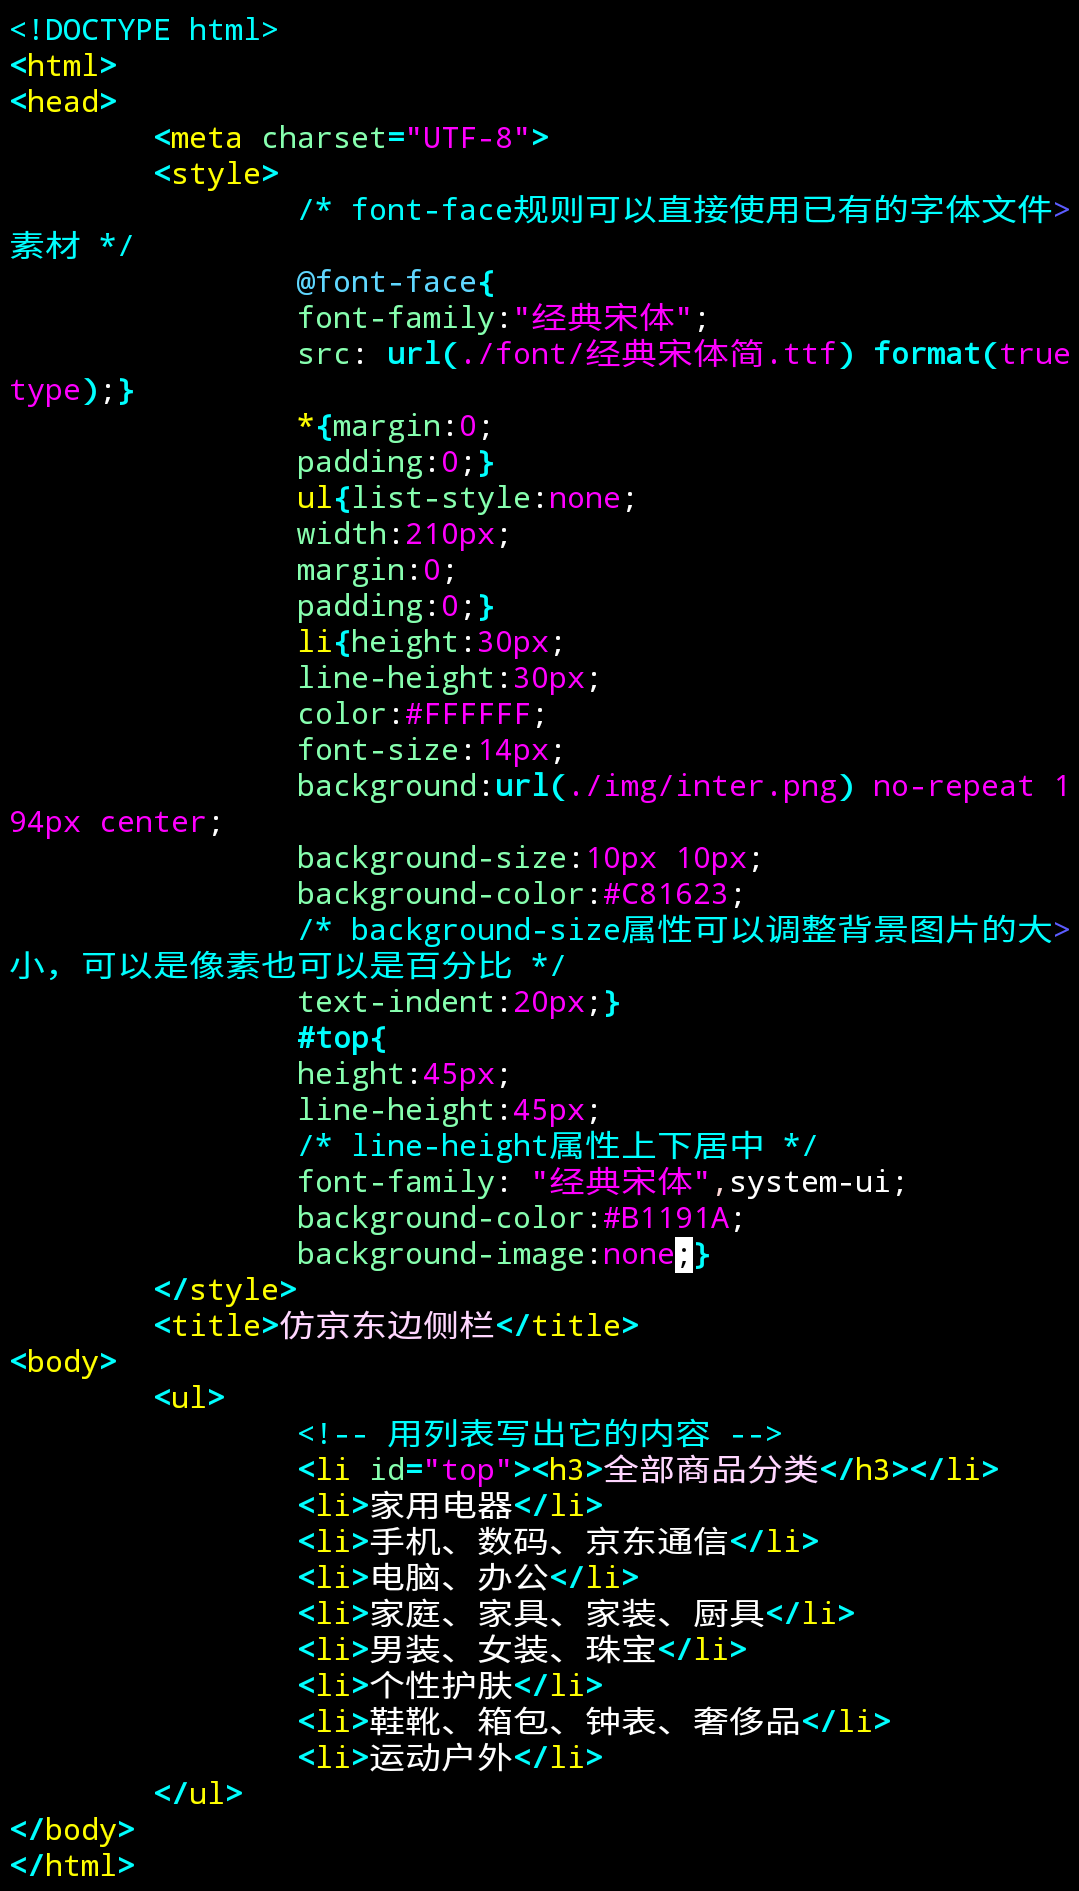 <!DOCTYPE html>
<html>
<head>
        <meta charset="UTF-8">
        <style>
                /* font-face规则可以直接使用已有的字体文件>
素材 */
                @font-face{
                font-family:"经典宋体";
                src: url(./font/经典宋体简.ttf) format(true
type);}
                *{margin:0;
                padding:0;}
                ul{list-style:none;
                width:210px;
                margin:0;
                padding:0;}
                li{height:30px;
                line-height:30px;
                color:#FFFFFF;
                font-size:14px;
                background:url(./img/inter.png) no-repeat 1
94px center;
                background-size:10px 10px;
                background-color:#C81623;
                /* background-size属性可以调整背景图片的大>
小，可以是像素也可以是百分比 */
                text-indent:20px;}
                #top{
                height:45px;
                line-height:45px;
                /* line-height属性上下居中 */
                font-family: "经典宋体",system-ui;
                background-color:#B1191A;
                background-image:none;}
        </style>
        <title>仿京东边侧栏</title>
<body>
        <ul>
                <!-- 用列表写出它的内容 -->
                <li id="top"><h3>全部商品分类</h3></li>
                <li>家用电器</li>
                <li>手机、数码、京东通信</li>
                <li>电脑、办公</li>
                <li>家庭、家具、家装、厨具</li>
                <li>男装、女装、珠宝</li>
                <li>个性护肤</li>
                <li>鞋靴、箱包、钟表、奢侈品</li>
                <li>运动户外</li>
        </ul>
</body>
</html>